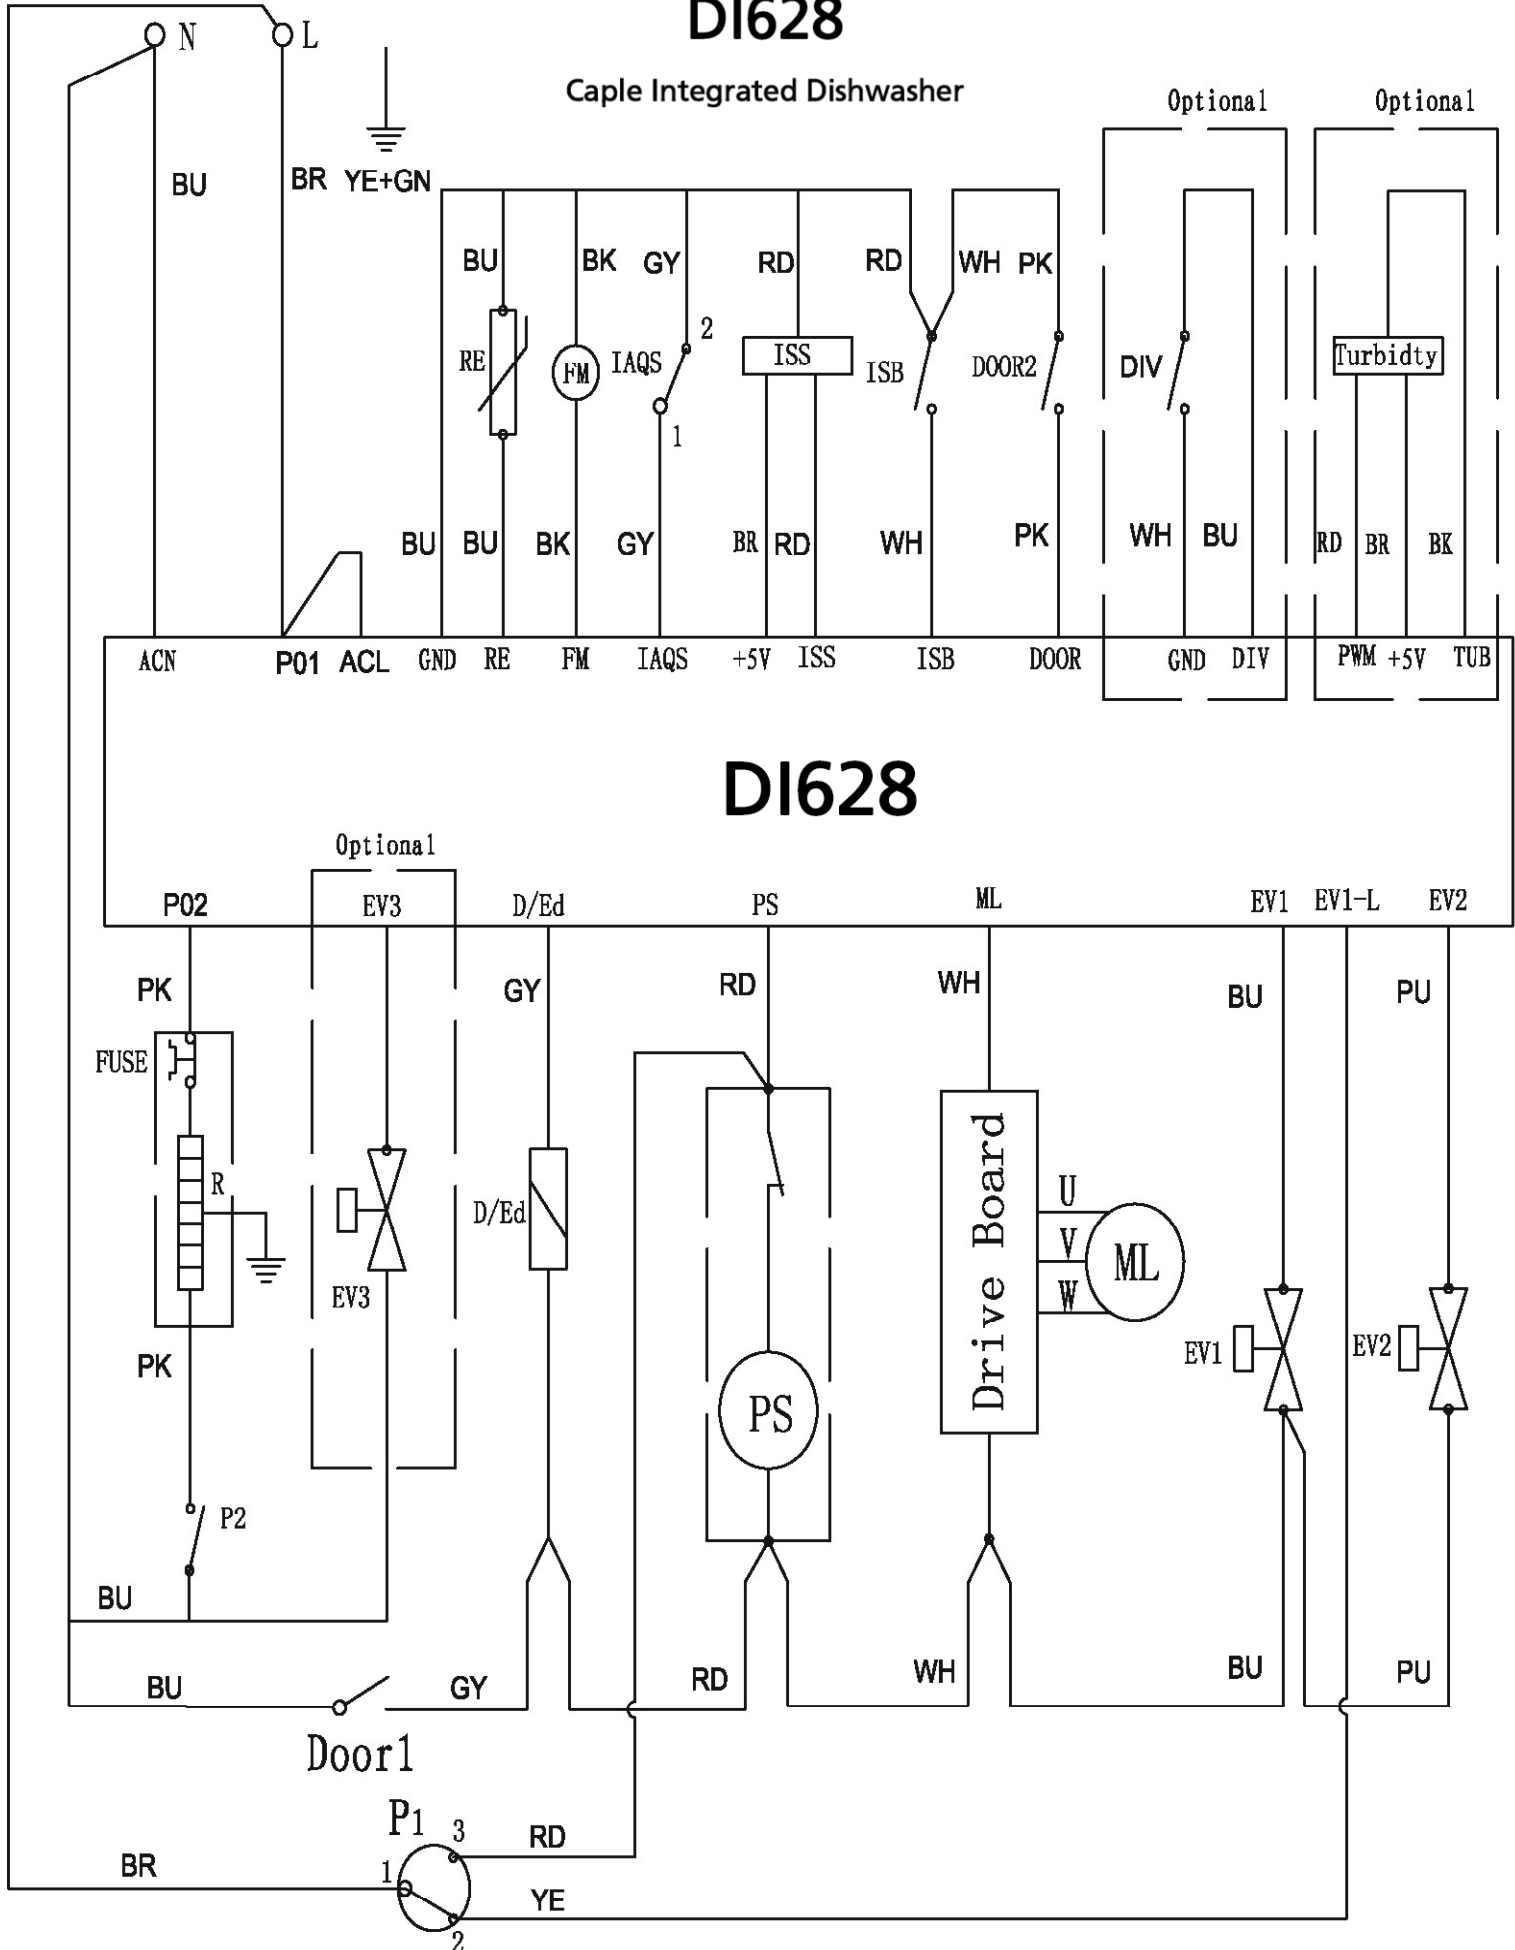 DI628
N L
Caple Integrated Dishwasher
Optional Optional
BU BR YE+GN
BU BK GY RD RD WH PK
2
RE FM IAQS ISS ISB DOOR2 DIV Turbidty
1
BU BU BK GY BR RD WH PK WH BU RD BR BK
ACN P01 ACL GND RE FM IAQS +5V ISS ISB DOOR GND DIV PWM +5V TUB
DI628
Optional
P02 EV3 D/Ed PS ML EV1 EV1-L EV2
PK GY RD WH BU PU
FUSE
R D/Ed Drive Board U V W ML
EV3
EV1 EV2
PK PS
P2
BU
BU GY RD WH BU PU
Door1
P1 3 RD
BR 1
YE
2